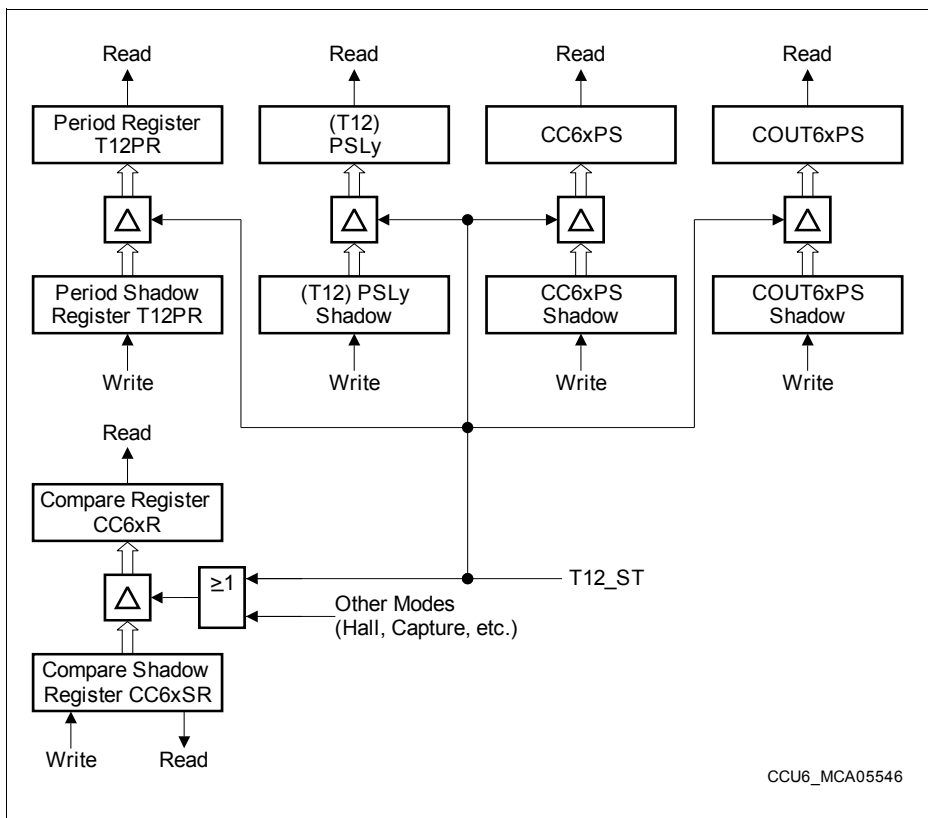 Read
Read
Read
Read
Period Register
T12PR
(T12)
PSLy
CC6xPS
COUT6xPS
Δ
Δ
Δ
Δ
Period Shadow
Register T12PR
(T12) PSLy
Shadow
CC6xPS
Shadow
COUT6xPS
Shadow
Write
Write
Write
Write
Read
Compare Register
CC6xR
Δ
≥1
T12_ST
Other Modes
(Hall, Capture, etc.)
Compare Shadow
Register CC6xSR
Write
Read
CCU6_MCA05546